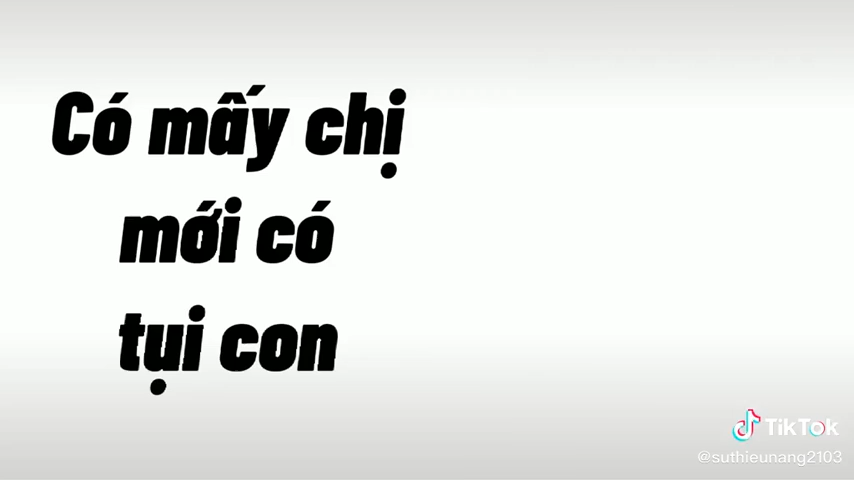 Có mấy chị
mới có
tụi con
TikTok
@suthieunang2103